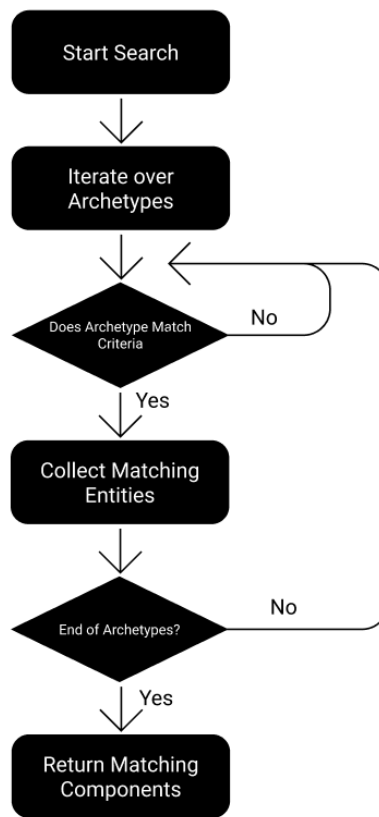 Start Search
Iterate over
Archetypes
Does Archetype Match
Criteria
No
Yes
Collect Matching
Entities
End of Archetypes?
No
Yes
Return Matching
Components